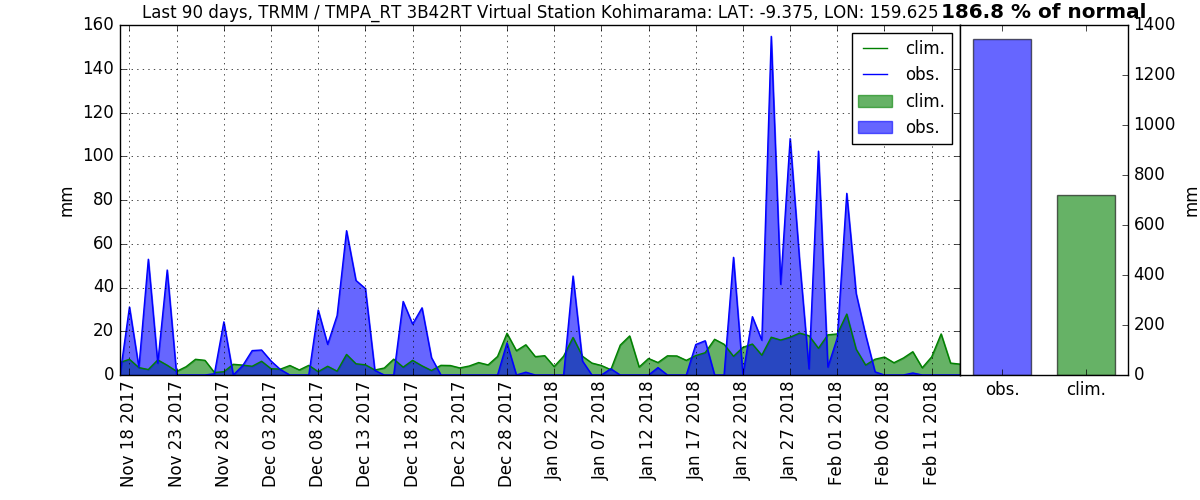 Last 90 days, TRMM / TMPA_RT 3B42RT Virtual Station Kohimarama: LAT: -9.375, LON: 159.625
186.8 % of normal
160
140
120
100
80
60
40
20
0
mm
clim.
obs.
clim.
obs.
1400
1200
1000
800
600
400
200
0
mm
obs.
clim.
Nov 18 2017
Nov 23 2017
Nov 28 2017
Dec 03 2017
Dec 08 2017
Dec 13 2017
Dec 18 2017
Dec 23 2017
Dec 28 2017
Jan 02 2018
Jan 07 2018
Jan 12 2018
Jan 17 2018
Jan 22 2018
Jan 27 2018
Feb 01 2018
Feb 06 2018
Feb 11 2018